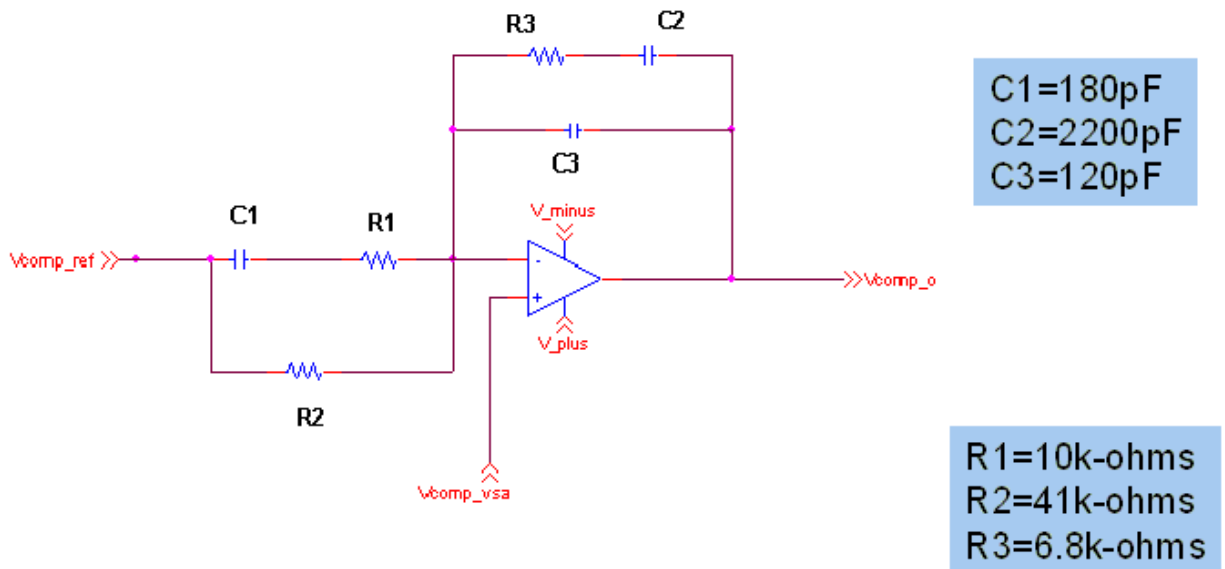 R3
C2
C3
C1=180pF
C2=2200pF
C3=120pF
C1
R1
V_minus
Vcomp_ref
-
+
Vcomp_o
V_plus
R2
Vcomp_vsa
R1=10k-ohms
R2=41k-ohms
R3=6.8k-ohms